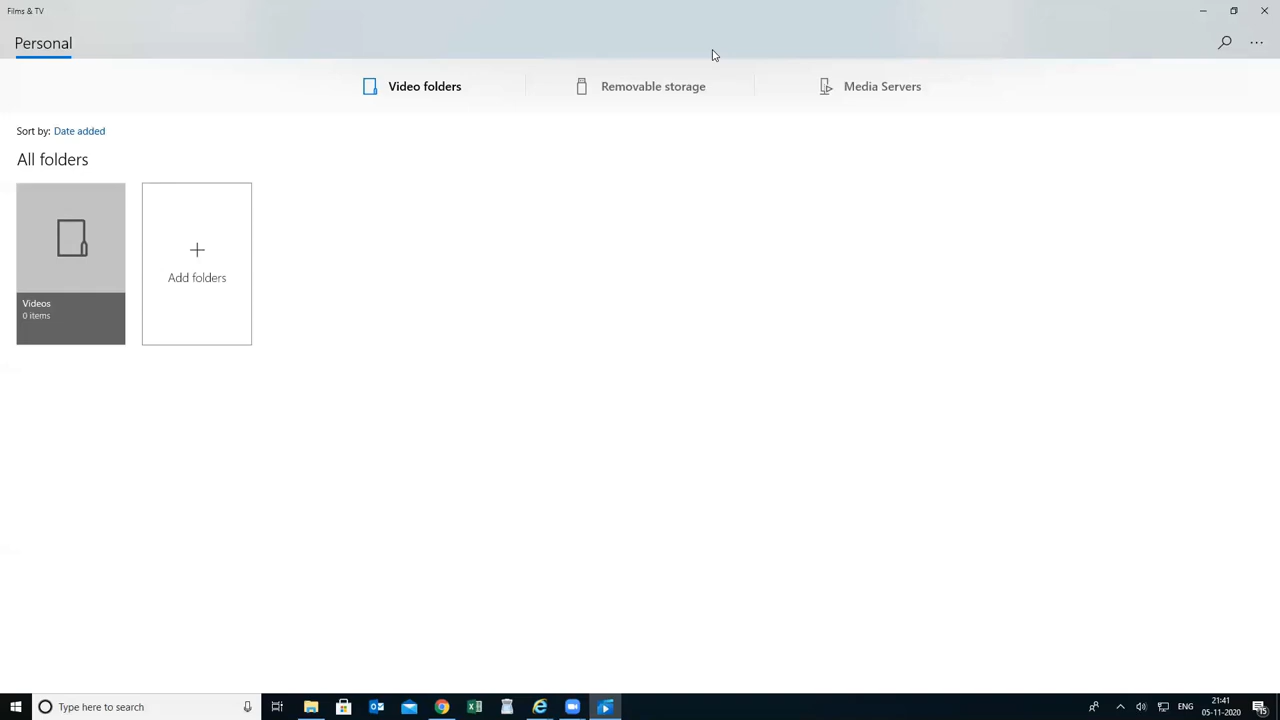 Films & TV
Personal
Video folders
Removable storage
Media Servers
Sort by: Date added
All folders
Add folders
Videos
0 items
Type here to search
ENG
21:41
05-11-2020